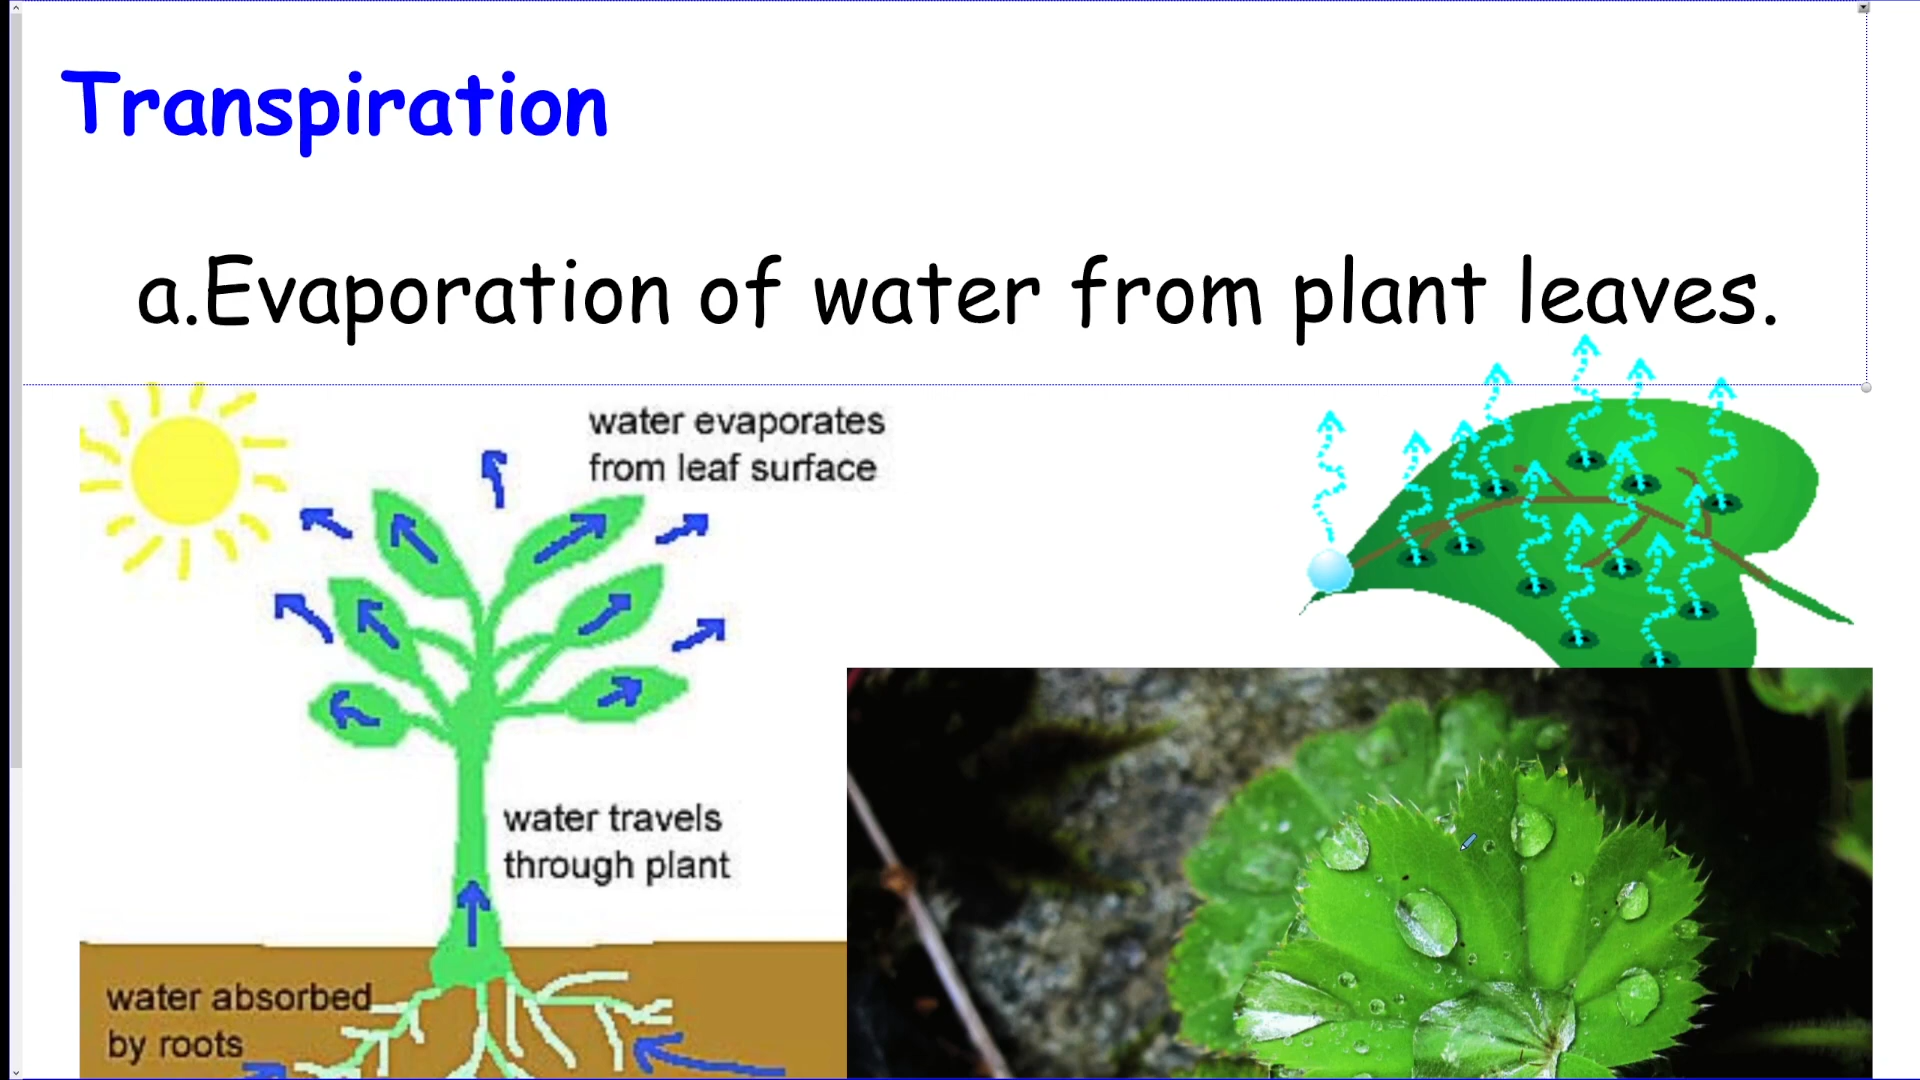 Transpiration
a.Evaporation of water from plant leaves.
water evaporates
from leaf surface
water travels
through plant
water absorbed
by roots